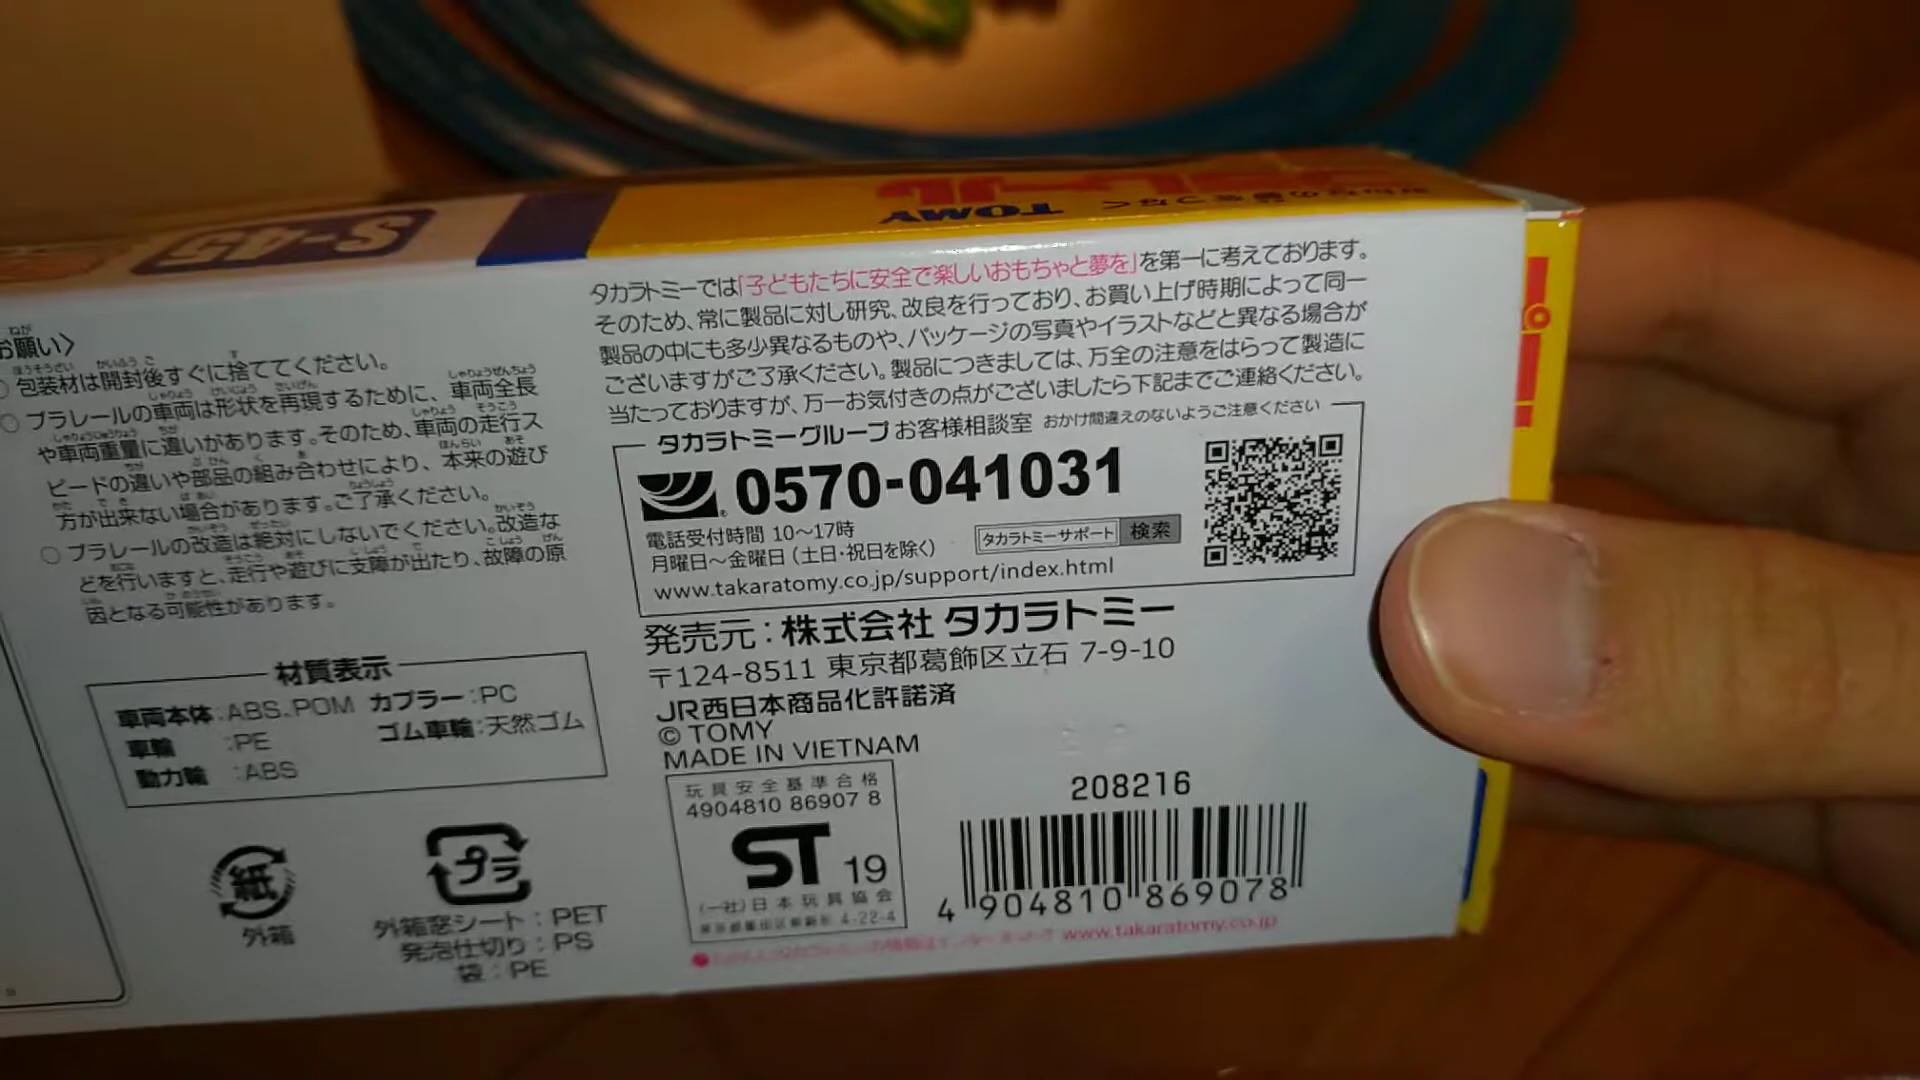 S-45
TOMY
お願い〉
包装材は開封後すぐに捨ててください。
プラレールの車両は形状を再現するために、車両全長
や車両重量に違いがあります。そのため、車両の走行ス
ピードの違いや部品の組み合わせにより、本来の遊び
方が出来ない場合があります。ご了承ください。
○プラレールの改造は絶対にしないでください。改造な
どを行いますと、走行や遊びに支障が出たり、故障の原
因となる可能性があります。
材質表示
車両本体:ABS、POM カプラー:PC
車輪 :PE ゴム車輪:天然ゴム
動力輪 :ABS
紙
外箱
プラ
外箱窓シート:PET
発泡仕切り:PS
袋:PE
タカラトミーでは「子どもたちに安全で楽しいおもちゃと夢を」を第一に考えております。
そのため、常に製品に対し研究、改良を行っており、お買い上げ時期によって同一
製品の中にも多少異なるものや、パッケージの写真やイラストなどと異なる場合が
ございますがご了承ください。製品につきましては、万全の注意をはらって製造に
当たっておりますが、万一お気付きの点がございましたら下記までご連絡ください。
タカラトミーグループお客様相談室 おかけ間違えのないようご注意ください
0570-041031
電話受付時間 10～17時
月曜日～金曜日(土日・祝日を除く)
タカラトミーサポート 検索
www.takaratomy.co.jp/support/index.html
発売元:株式会社 タカラトミー
〒124-8511 東京都葛飾区立石 7-9-10
JR西日本商品化許諾済
© TOMY
MADE IN VIETNAM
玩具安全基準合格
4904810 86907 8
ST 19
(一社)日本玩具協会
4-22-4
208216
4 904810 869078
www.takaratomy.co.jp